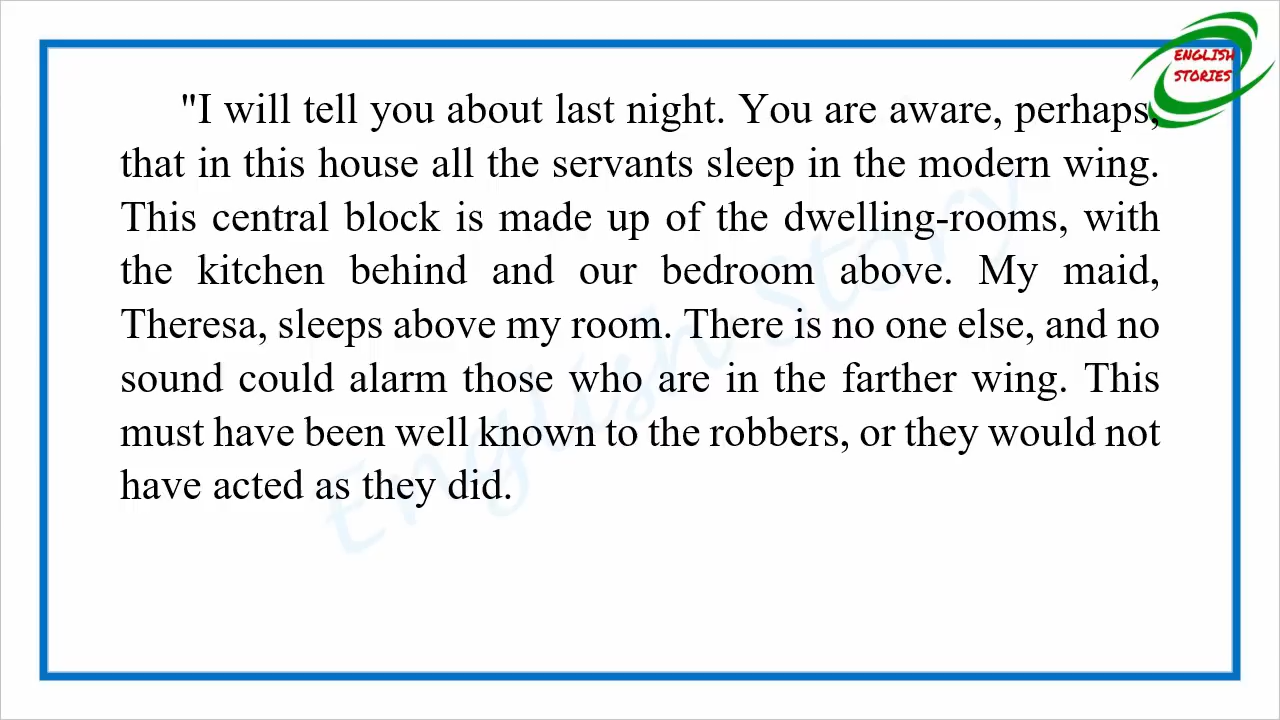 ENGLISH
STORIES
"I will tell you about last night. You are aware, perhaps,
that in this house all the servants sleep in the modern wing.
This central block is made up of the dwelling-rooms, with
the kitchen behind and our bedroom above. My maid,
Theresa, sleeps above my room. There is no one else, and no
sound could alarm those who are in the farther wing. This
must have been well known to the robbers, or they would not
have acted as they did.
English Story